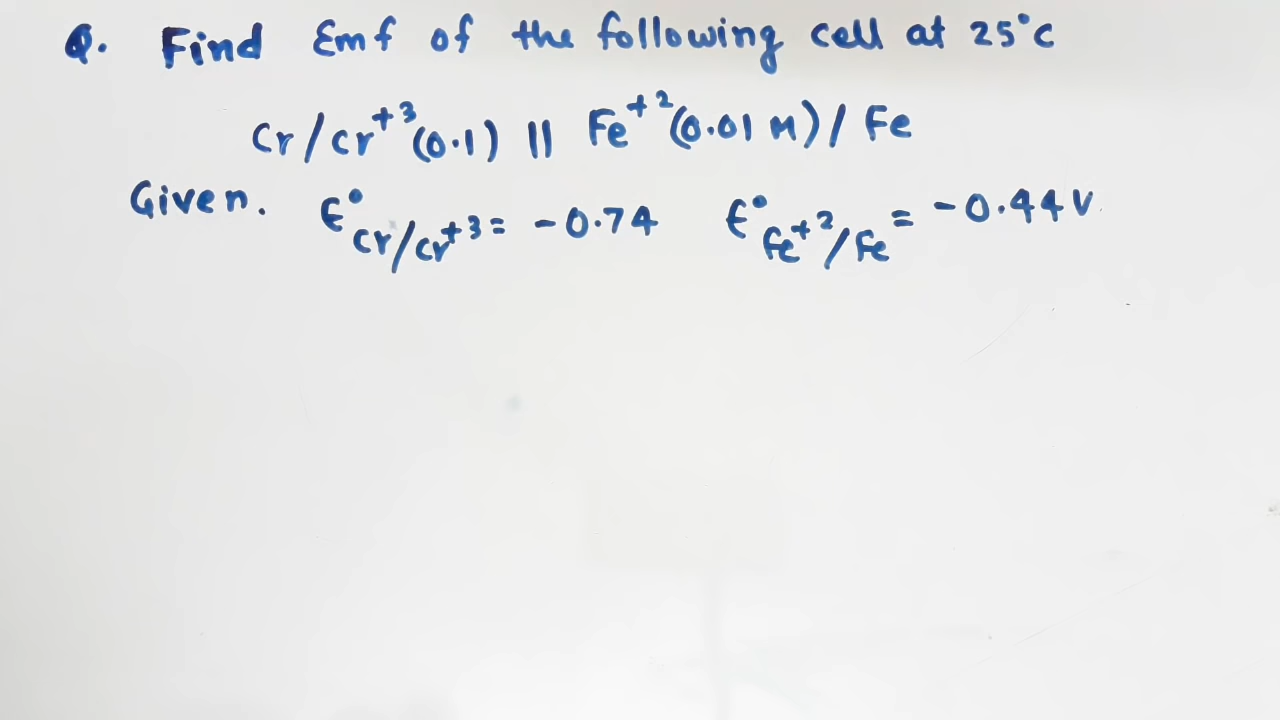 Q. Find Emf of the following cell at 25°C
Cr/Cr⁺³(0.1) || Fe⁺²(0.01 M)/Fe
Given. E°Cr/Cr⁺³ = -0.74 E°Fe⁺²/Fe = -0.44V